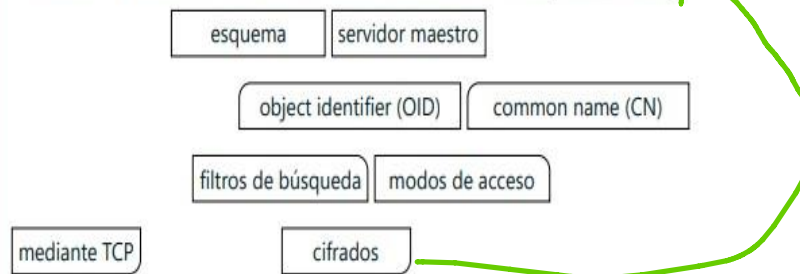 esquema servidor maestro
object identifier (OID) common name (CN)
filtros de búsqueda modos de acceso
mediante TCP cifrados